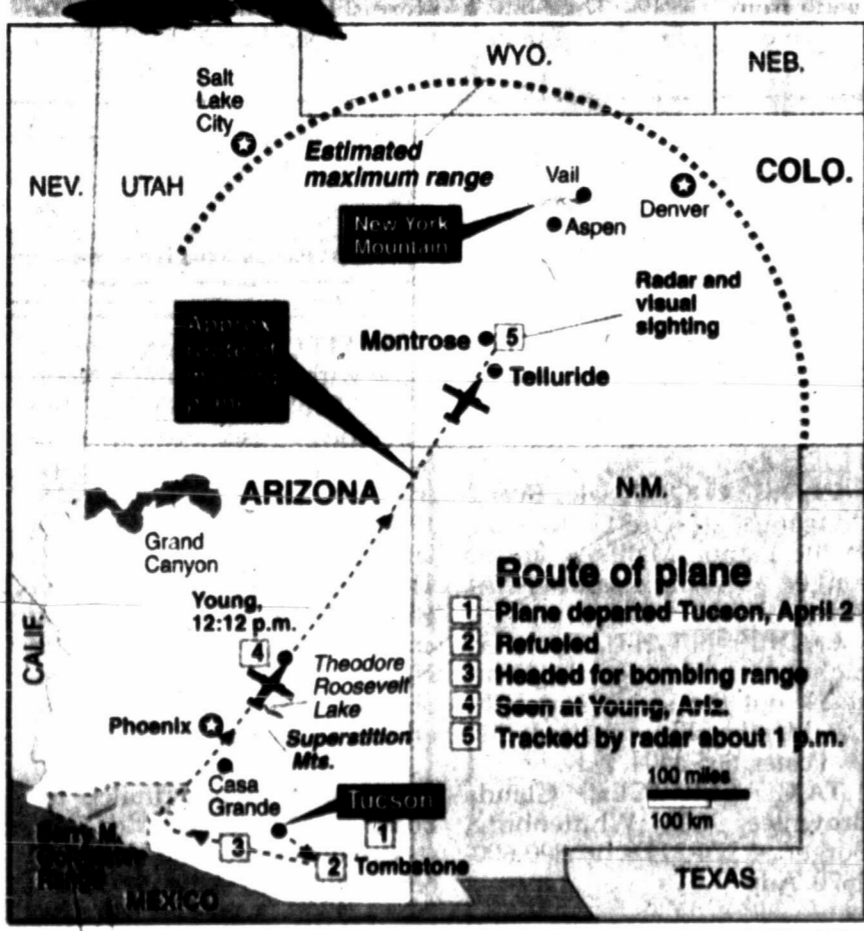 WYO.
NEB.
Salt
Lake
City
Estimated
maximum range
NEV.
UTAH
COLO.
Vail
Denver
New York
Mountain
Aspen
Radar and
visual
sighting
Montrose
5
Telluride
Approx
ARIZONA
N.M.
Grand
Canyon
Route of plane
1 Plane departed Tucson, April 2
2 Refueled
3 Headed for bombing range
4 Seen at Young, Ariz.
5 Tracked by radar about 1 p.m.
100 miles
100 km
Young,
12:12 p.m.
4
CALIF.
Theodore
Roosevelt
Lake
Phoenix
Superstition
Mts.
Casa
Grande
Tucson
1
3
2
Tombstone
Barry M.
Range
MEXICO
TEXAS